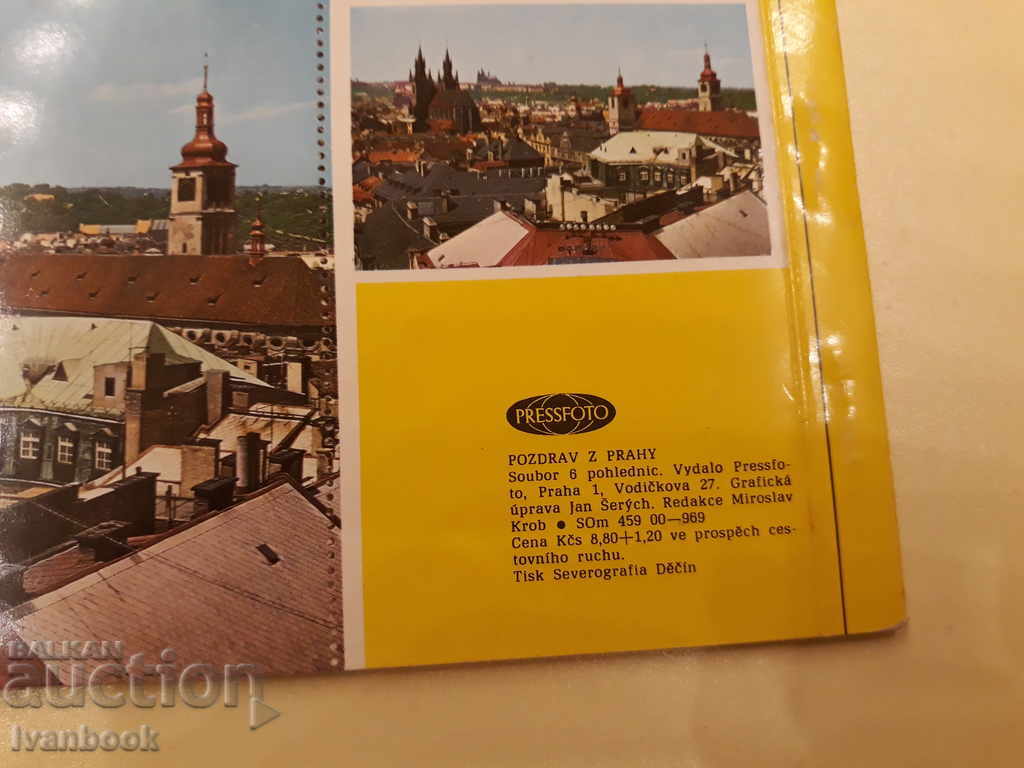 PRESSFOTO
POZDRAV Z PRAHY
Soubor 6 pohlednic. Vydalo Pressfo-
to, Praha 1, Vodičkova 27. Grafická
úprava Jan Šerých. Redakce Miroslav
Krob ● SOm 459 00—969
Cena Kčs 8,80+1,20 ve prospěch ces-
tovního ruchu.
Tisk Severografia Děčín
BALKAN
auction
Ivanbook